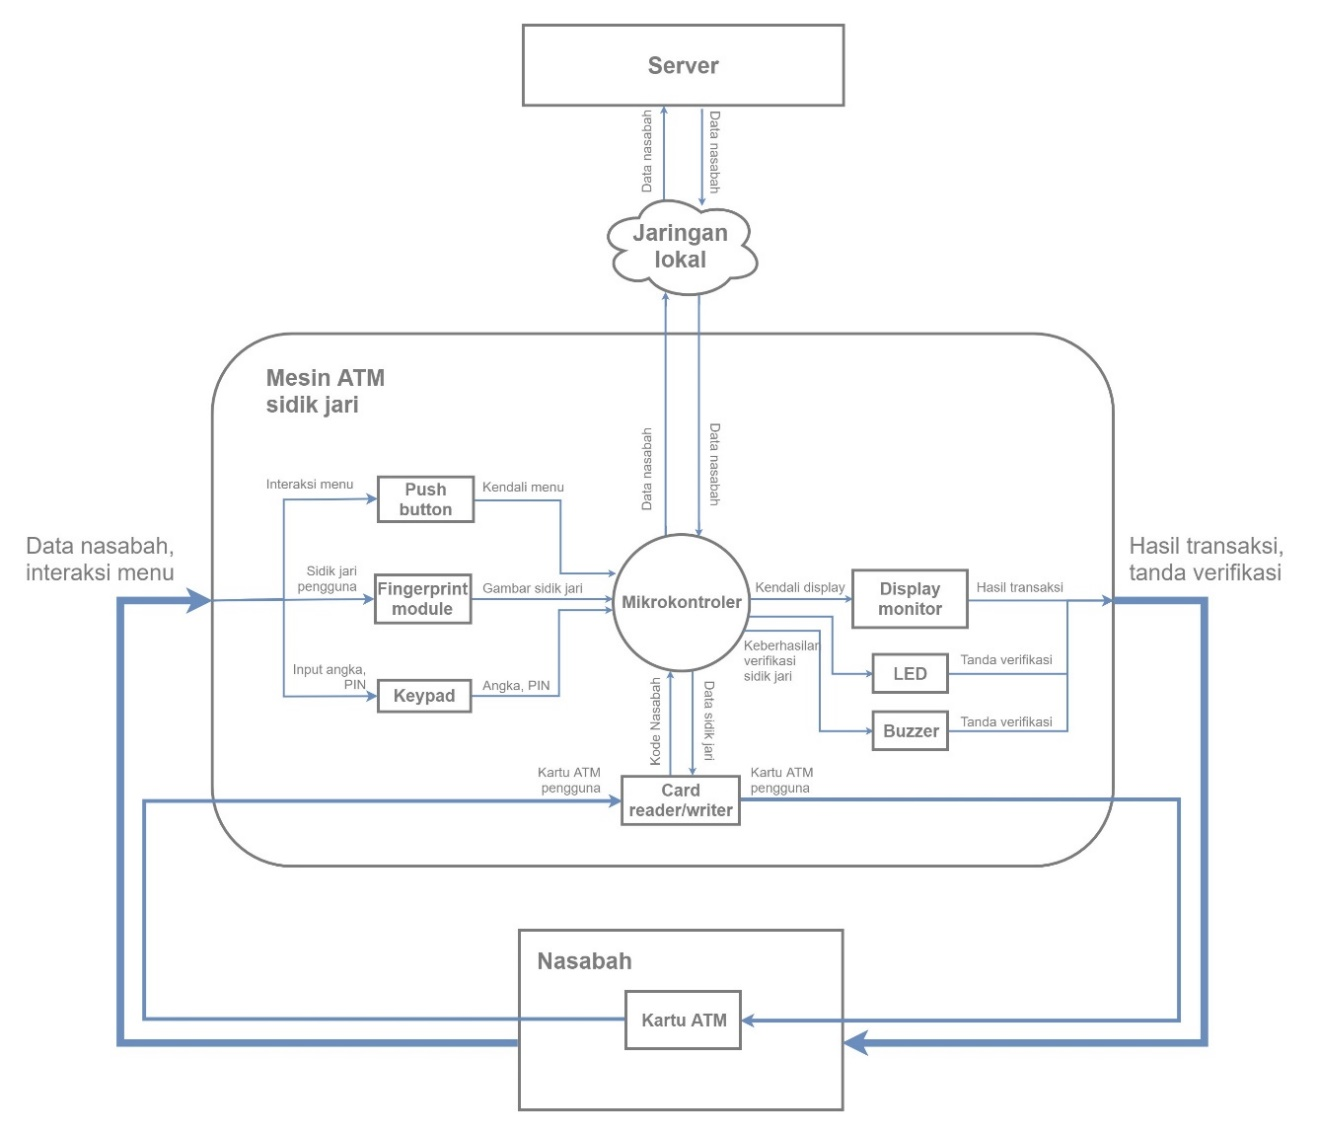 Server
Data nasabah
Data nasabah
Jaringan
lokal
Mesin ATM
sidik jari
Data nasabah
Data nasabah
Data nasabah,
interaksi menu
Interaksi menu
Push
button
Kendali menu
Sidik jari
pengguna
Fingerprint
module
Gambar sidik jari
Input angka,
PIN
Keypad
Angka, PIN
Mikrokontroler
Kendali display
Display
monitor
Hasil transaksi
Keberhasilan
verifikasi
sidik jari
LED
Tanda verifikasi
Buzzer
Tanda verifikasi
Hasil transaksi,
tanda verifikasi
Kode Nasabah
Data sidik jari
Kartu ATM
pengguna
Card
reader/writer
Kartu ATM
pengguna
Nasabah
Kartu ATM